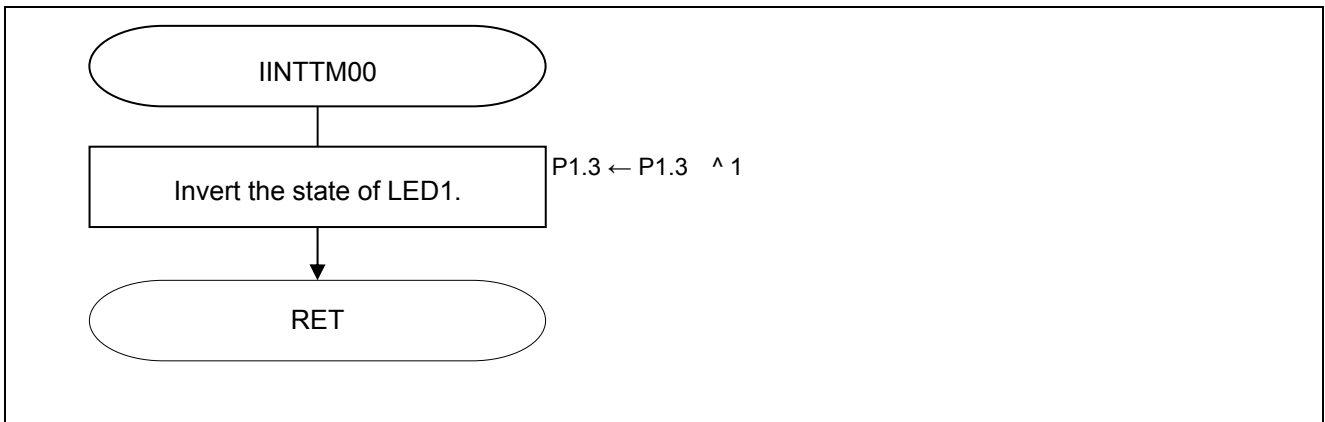 IINTTM00
P1.3 ← P1.3 ^ 1
Invert the state of LED1.
RET